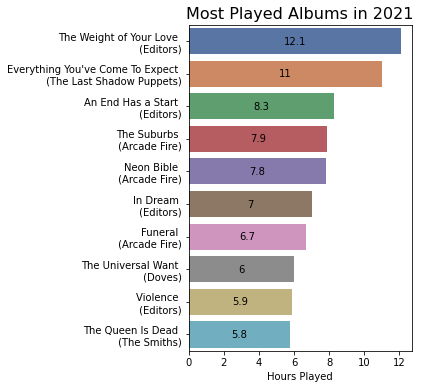 Most Played Albums in 2021
The Weight of Your Love
(Editors)
12.1
Everything You've Come To Expect
(The Last Shadow Puppets)
11
An End Has a Start
(Editors)
8.3
The Suburbs
(Arcade Fire)
7.9
Neon Bible
(Arcade Fire)
7.8
In Dream
(Editors)
7
Funeral
(Arcade Fire)
6.7
The Universal Want
(Doves)
6
Violence
(Editors)
5.9
The Queen Is Dead
(The Smiths)
5.8
0 2 4 6 8 10 12
Hours Played